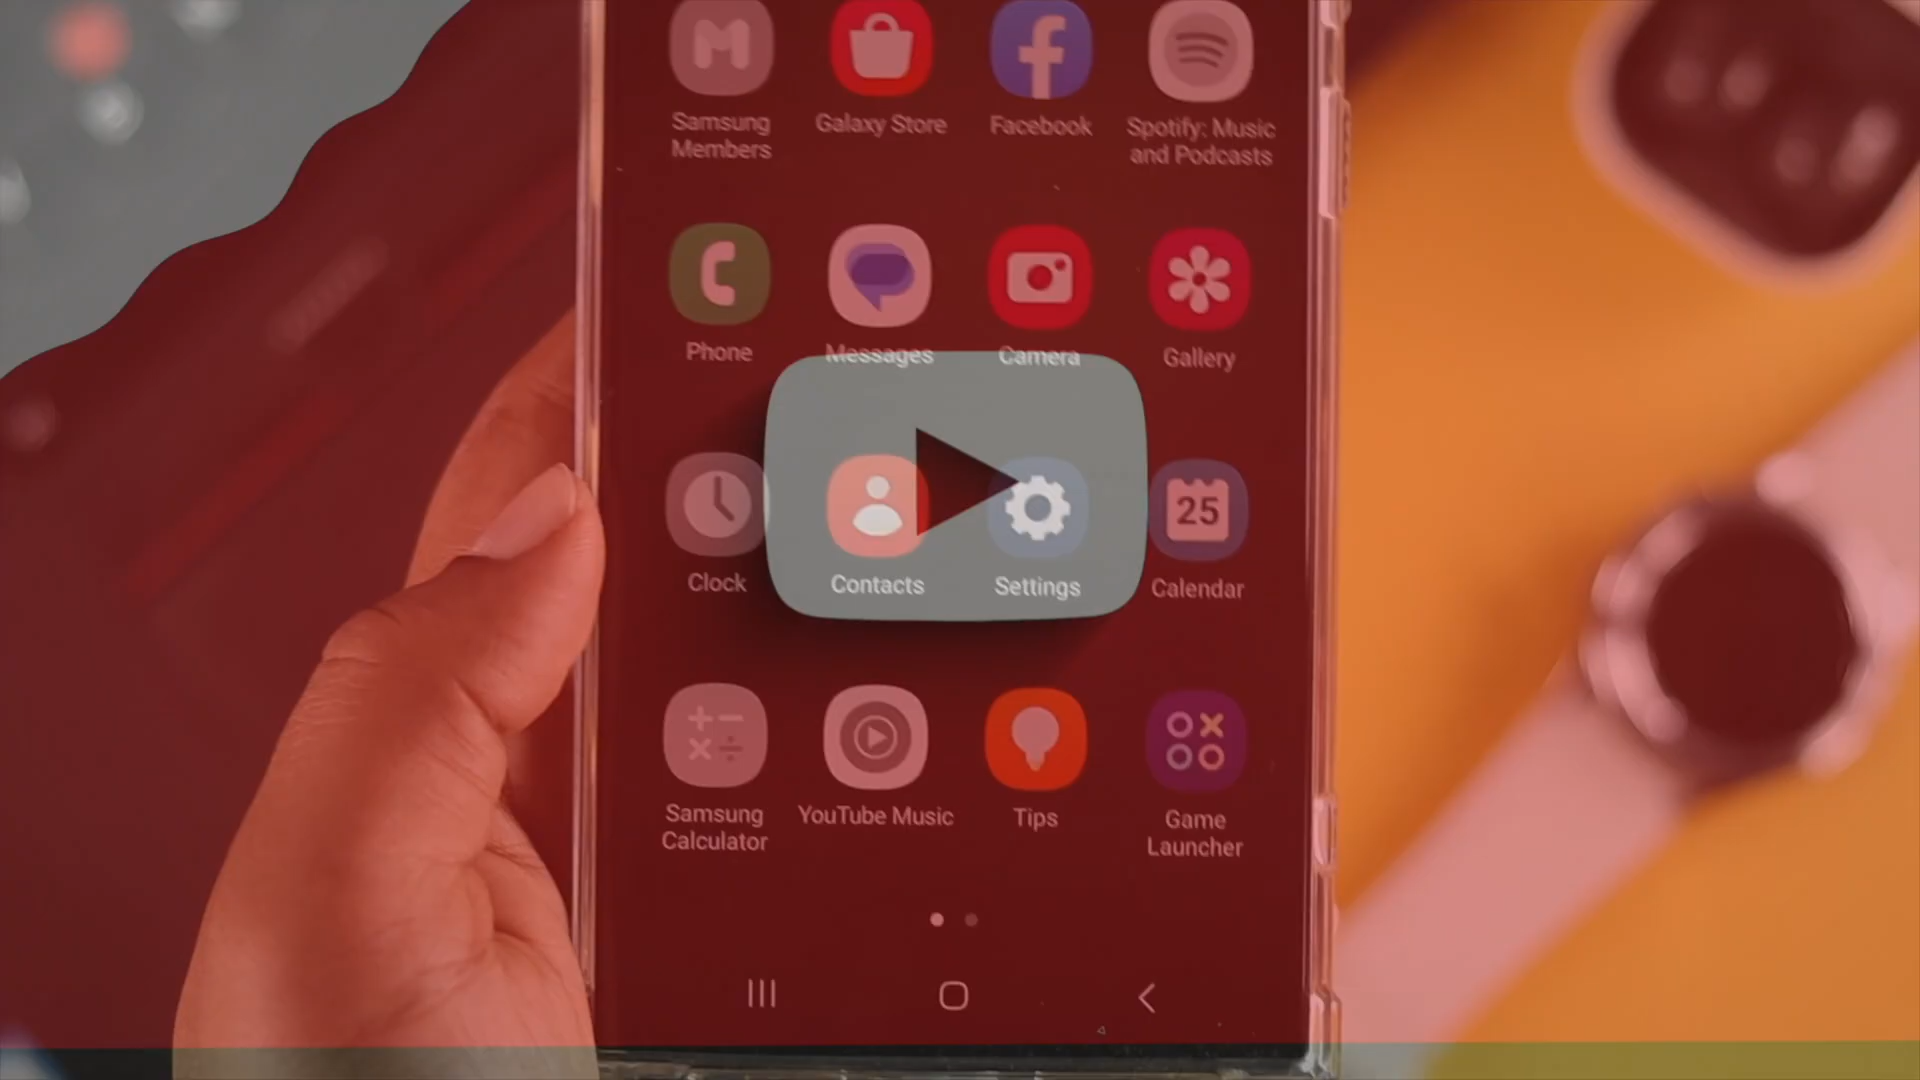 Samsung
Members
Galaxy Store
Facebook
Spotify: Music
and Podcasts
Phone
Messages
Camera
Gallery
Clock
Contacts
Settings
25
Calendar
Samsung
Calculator
YouTube Music
Tips
Game
Launcher